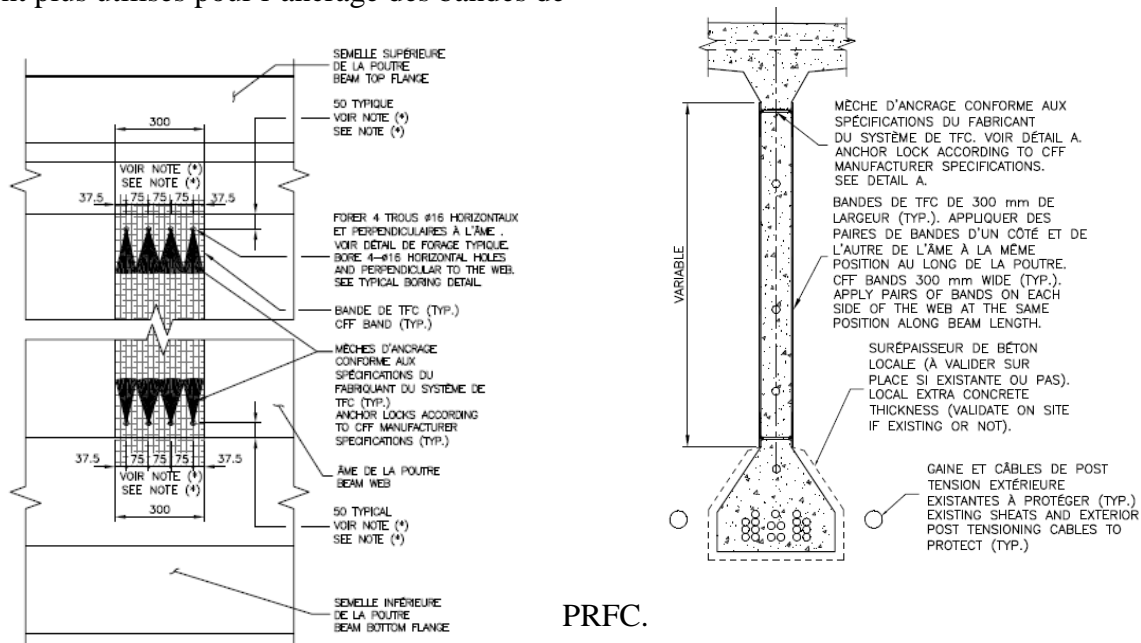 nt plus utilisés pour l'ancrage des bandes de
SEMELLE SUPÉRIEURE
DE LA POUTRE
BEAM TOP FLANGE
50 TYPIQUE
VOIR NOTE (*)
SEE NOTE (*)
300
VOIR NOTE (*)
SEE NOTE (*)
37.5 75 75 75 37.5
FORER 4 TROUS ø16 HORIZONTAUX
ET PERPENDICULAIRES À L'ÂME .
VOIR DÉTAIL DE FORAGE TYPIQUE.
BORE 4-ø16 HORIZONTAL HOLES
AND PERPENDICULAR TO THE WEB.
SEE TYPICAL BORING DETAIL
BANDE DE TFC (TYP.)
CFF BAND (TYP.)
MÈCHES D'ANCRAGE
CONFORME AUX
SPÉCIFICATIONS DU
FABRIQUANT DU SYSTÈME DE
TFC (TYP.)
ANCHOR LOCKS ACCORDING
TO CFF MANUFACTURER
SPECIFICATIONS (TYP.)
37.5 75 75 75 37.5
VOIR NOTE (*)
SEE NOTE (*)
300
ÂME DE LA POUTRE
BEAM WEB
50 TYPICAL
VOIR NOTE (*)
SEE NOTE (*)
SEMELLE INFÉRIEURE
DE LA POUTRE
BEAM BOTTOM FLANGE
VARIABLE
MÈCHE D'ANCRAGE CONFORME AUX
SPÉCIFICATIONS DU FABRICANT
DU SYSTÈME DE TFC. VOIR DÉTAIL A.
ANCHOR LOCK ACCORDING TO CFF
MANUFACTURER SPECIFICATIONS.
SEE DETAIL A.
BANDES DE TFC DE 300 mm DE
LARGEUR (TYP.). APPLIQUER DES
PAIRES DE BANDES D'UN CÔTÉ ET DE
L'AUTRE DE L'ÂME À LA MÊME
POSITION AU LONG DE LA POUTRE.
CFF BANDS 300 mm WIDE (TYP.).
APPLY PAIRS OF BANDS ON EACH
SIDE OF THE WEB AT THE SAME
POSITION ALONG BEAM LENGTH.
SURÉPAISSEUR DE BÉTON
LOCALE (À VALIDER SUR
PLACE SI EXISTANTE OU PAS).
LOCAL EXTRA CONCRETE
THICKNESS (VALIDATE ON SITE
IF EXISTING OR NOT).
GAINE ET CÂBLES DE POST
TENSION EXTÉRIEURE
EXISTANTES À PROTÉGER (TYP.)
EXISTING SHEATS AND EXTERIOR
POST TENSIONING CABLES TO
PROTECT (TYP.)
PRFC.